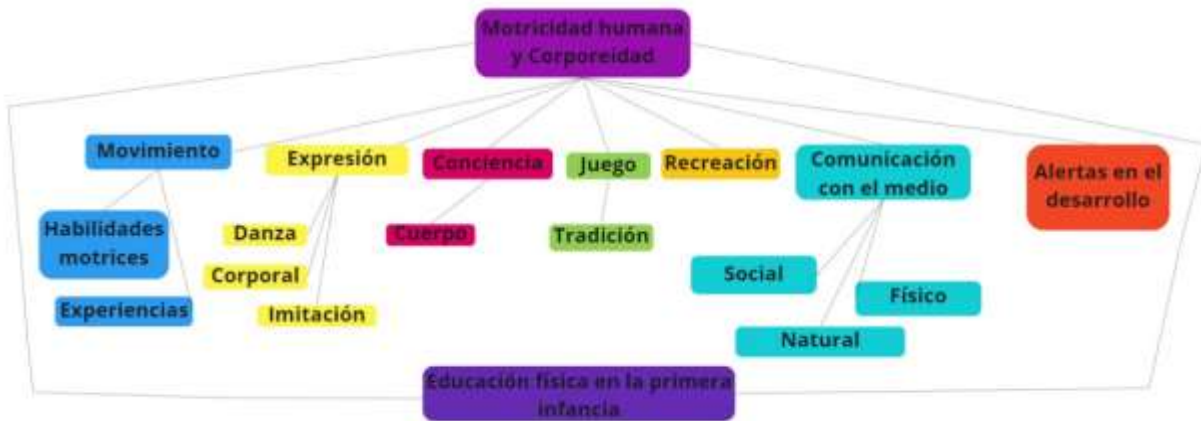 Motricidad humana
y Corporeidad
Movimiento
Expresión
Conciencia
Juego
Recreación
Comunicación
con el medio
Alertas en el
desarrollo
Habilidades
motrices
Experiencias
Danza
Corporal
Imitación
Cuerpo
Tradición
Social
Físico
Natural
Educación física en la primera
infancia